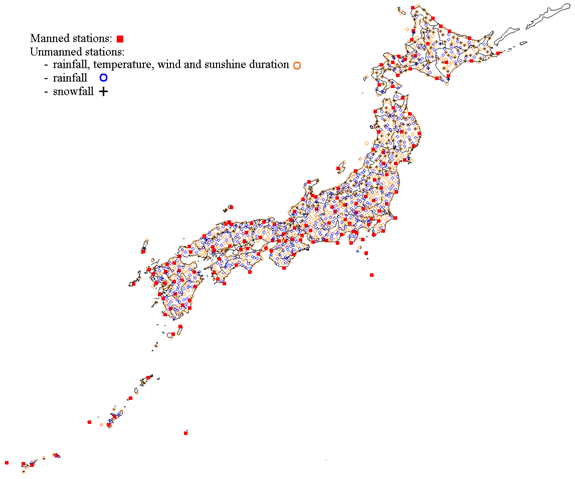 Manned stations:
Unmanned stations:
- rainfall, temperature, wind and sunshine duration
- rainfall
- snowfall